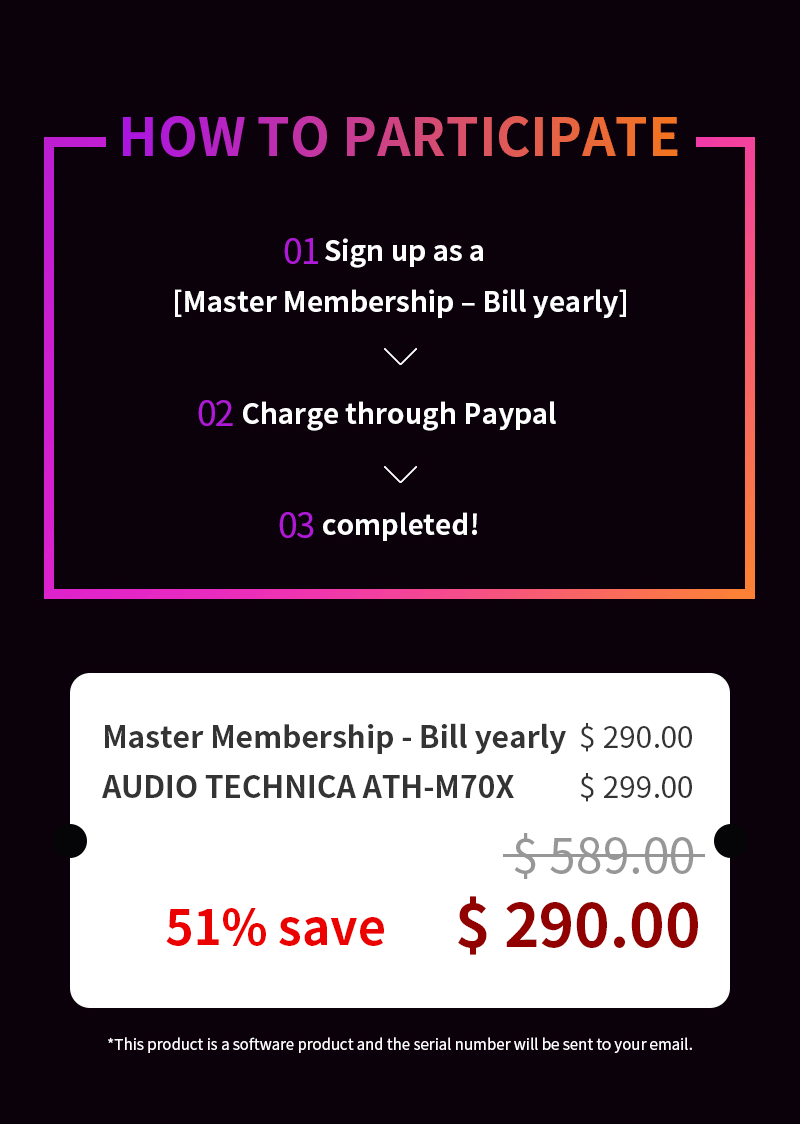 HOW TO PARTICIPATE
01 Sign up as a
[Master Membership – Bill yearly]
02 Charge through Paypal
03 completed!
Master Membership - Bill yearly $ 290.00
AUDIO TECHNICA ATH-M70X $ 299.00
$ 589.00
51% save $ 290.00
*This product is a software product and the serial number will be sent to your email.